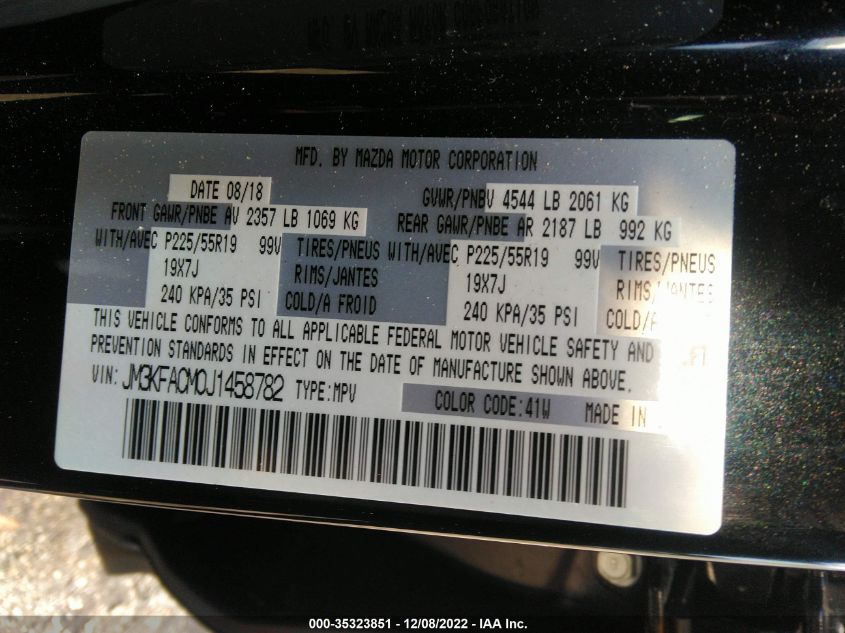 MFD. BY MAZDA MOTOR CORPORATION
DATE 08/18 GVWR/PNBV 4544 LB 2061 KG
FRONT GAWR/PNBE AV 2357 LB 1069 KG REAR GAWR/PNBE AR 2187 LB 992 KG
WITH/AVEC P225/55R19 99V TIRES/PNEUS WITH/AVEC P225/55R19 99V TIRES/PNEUS
19X7J RIMS/JANTES 19X7J RIMS/JANTES
240 KPA/35 PSI COLD/A FROID 240 KPA/35 PSI COLD/A
THIS VEHICLE CONFORMS TO ALL APPLICABLE FEDERAL MOTOR VEHICLE SAFETY AND
PREVENTION STANDARDS IN EFFECT ON THE DATE OF MANUFACTURE SHOWN ABOVE.
VIN: JM3KFACM0J1458782 TYPE:MPV COLOR CODE:41W MADE IN
000-35323851 - 12/08/2022 - IAA Inc.